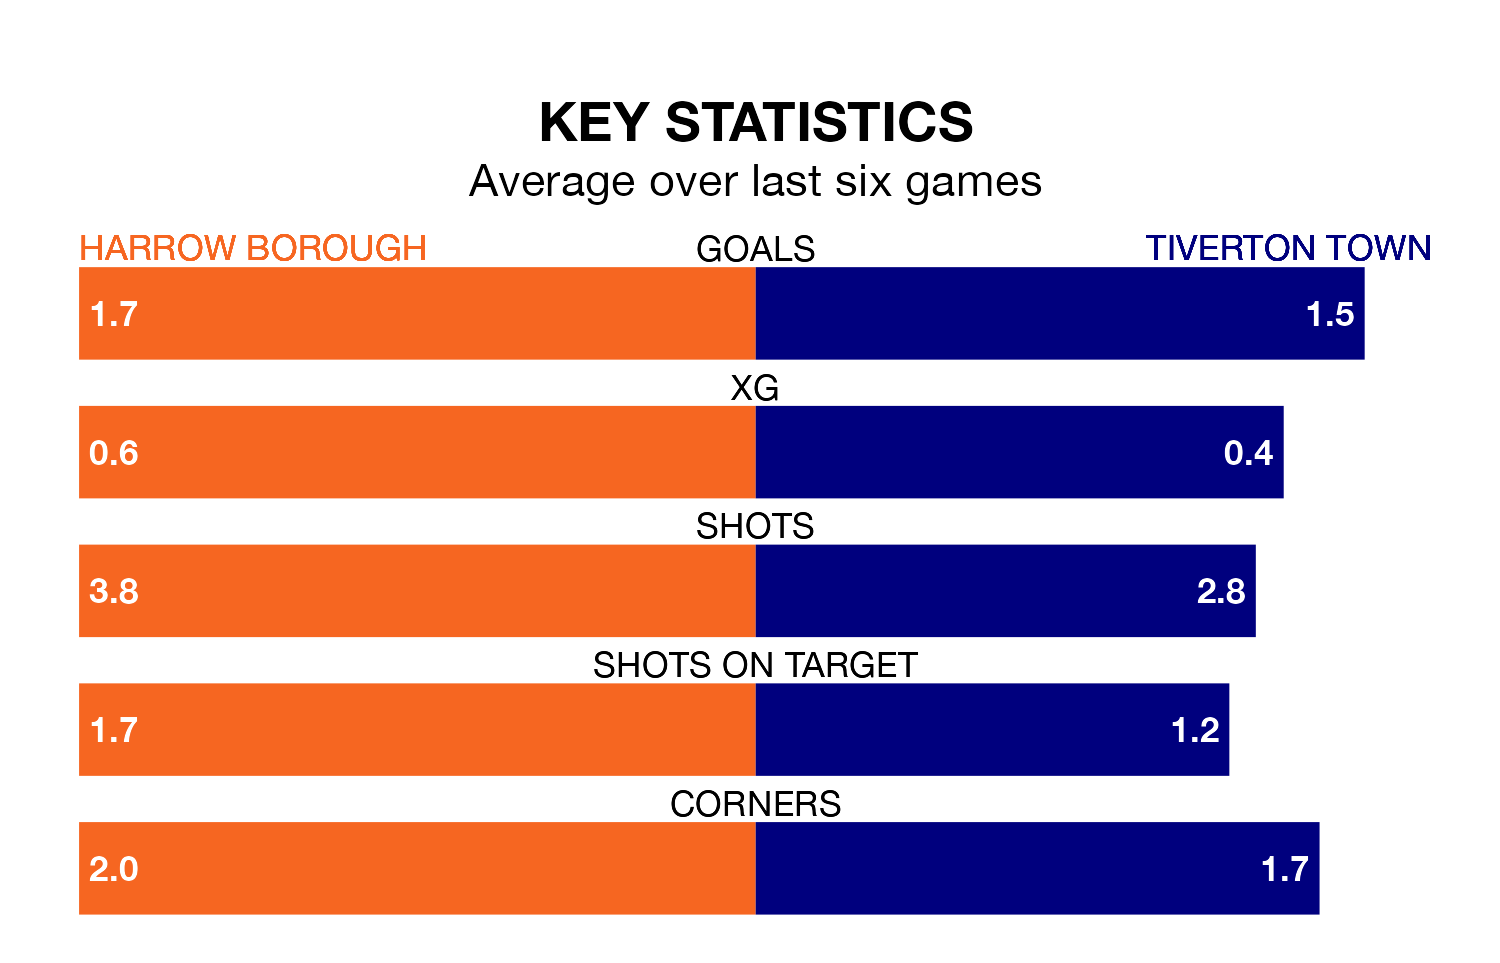 KEY STATISTICS
Average over last six games
HARROW BOROUGH GOALS TIVERTON TOWN
1.7 1.5
XG
0.6 0.4
SHOTS
3.8 2.8
SHOTS ON TARGET
1.7 1.2
CORNERS
2.0 1.7